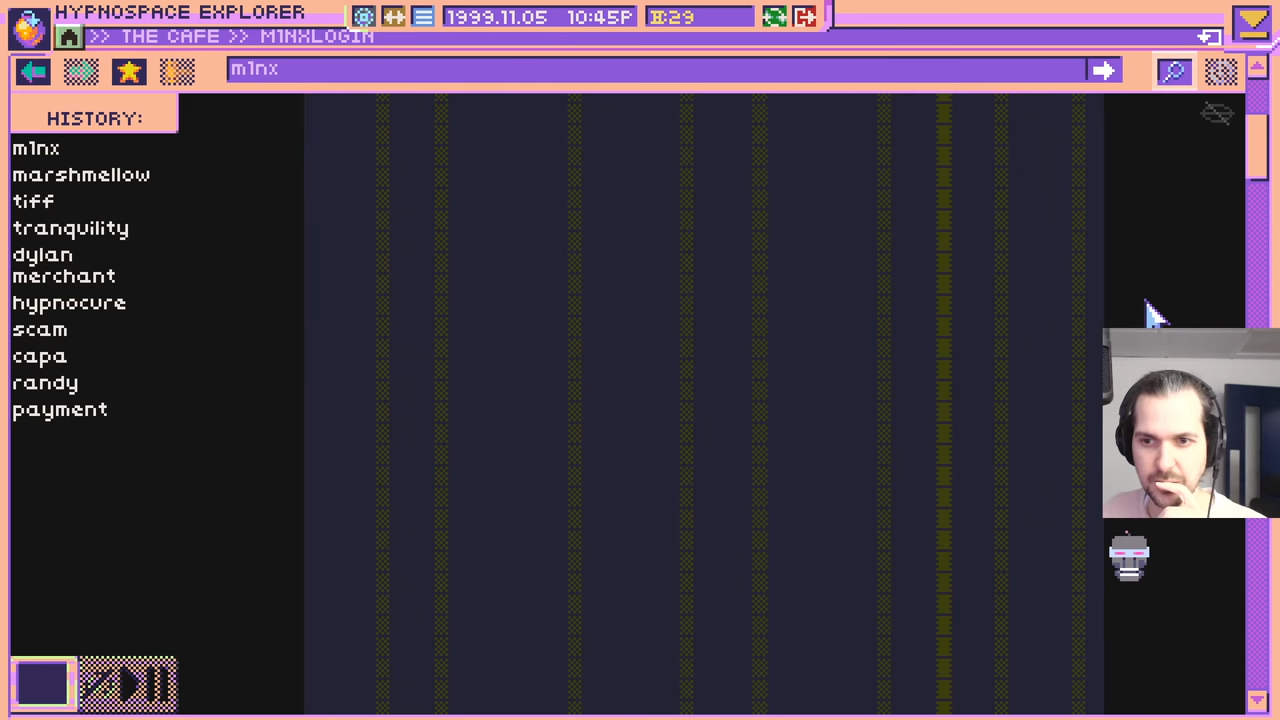 HYPNOSPACE EXPLORER
1999.11.05 10:45P
29
>> THE CAFE >> M1NXLOGIN
m1nx
HISTORY:
m1nx
marshmellow
tiff
tranquility
dylan
merchant
hypnocure
scam
capa
randy
payment